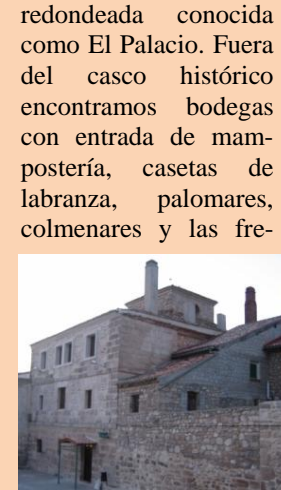 redondeada conocida
como El Palacio. Fuera
del casco histórico
encontramos bodegas
con entrada de mam-
postería, casetas de
labranza, palomares,
colmenares y las fre-